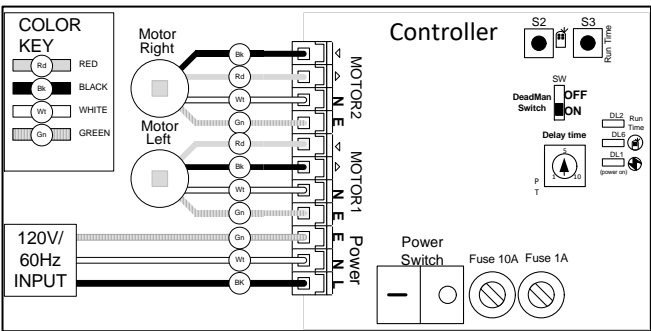 COLOR
KEY
Rd RED
Bk BLACK
Wt WHITE
Gn GREEN
Motor
Right
Motor
Left
120V/
60Hz
INPUT
Bk
Rd
Wt
Gn
Rd
Bk
Wt
Gn
Gn
Wt
BK
N
E
MOTOR2
N
E
MOTOR1
E
N
L
Power
Controller
S2
S3
Run Time
SW
OFF
ON
DeadMan
Switch
DL2 Run
Time
DL6
DL1
(power on)
Delay time
5
1 10
P
T
Power
Switch
Fuse 10A Fuse 1A